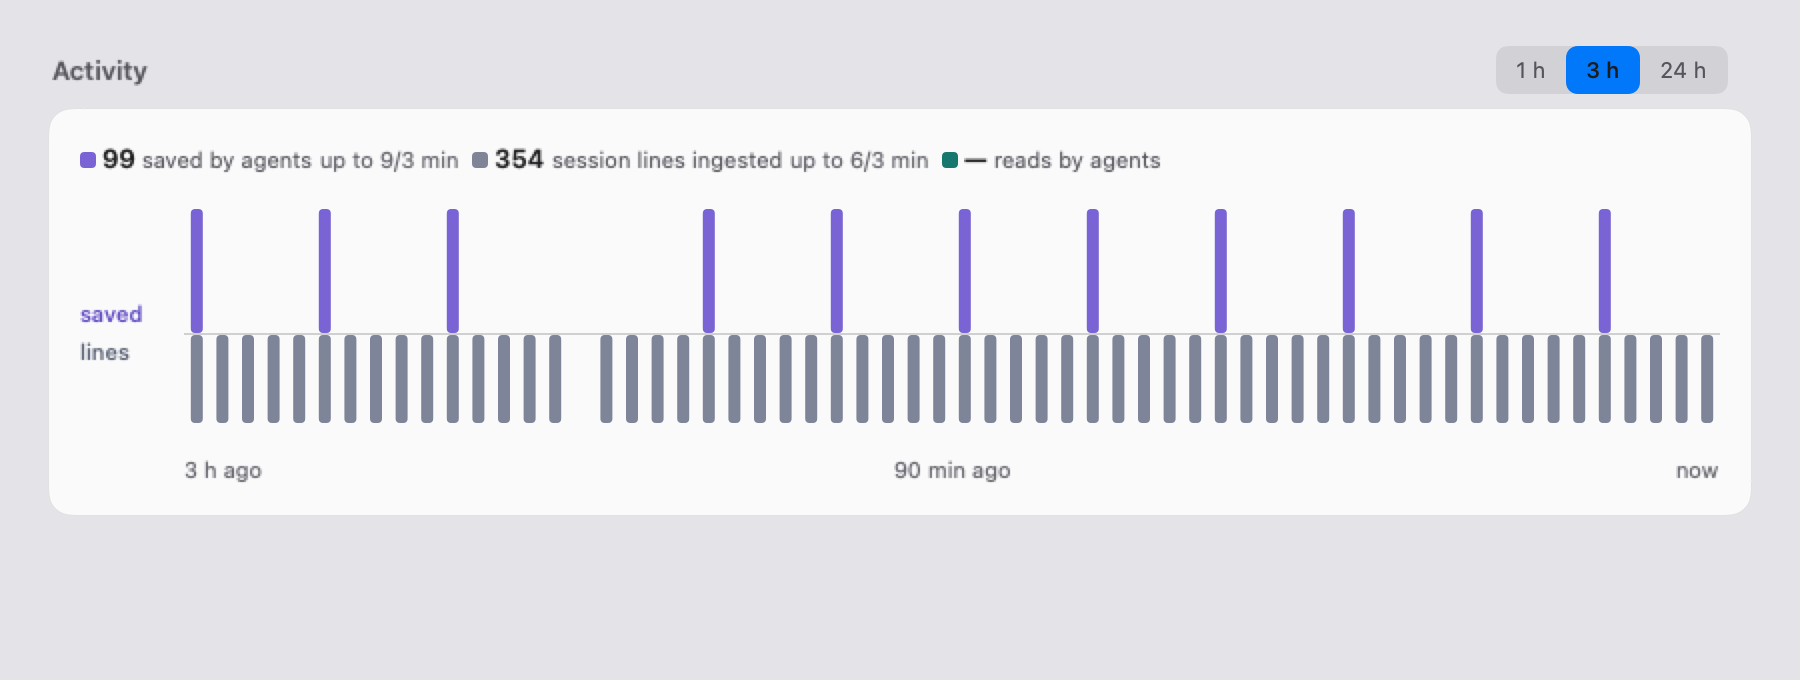 Activity
1 h 3 h 24 h
99 saved by agents up to 9/3 min 354 session lines ingested up to 6/3 min — reads by agents
saved
lines
3 h ago 90 min ago now